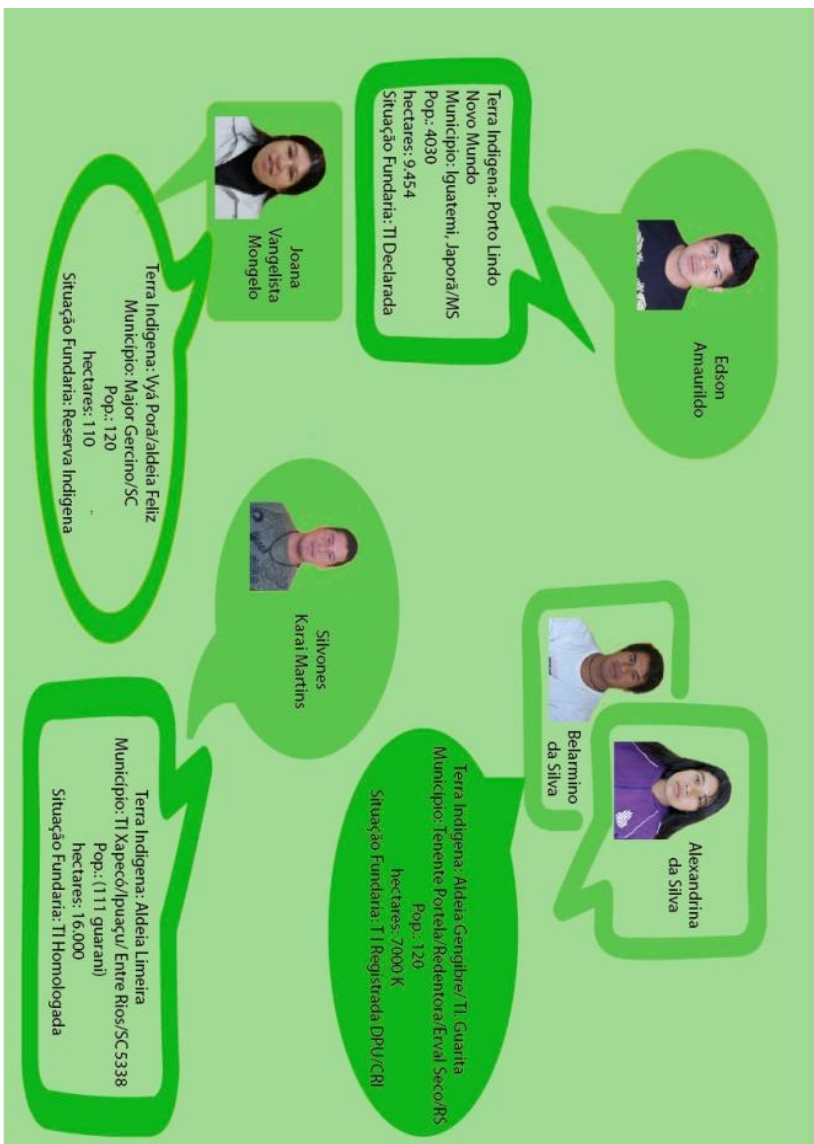 Edson
Amaurildo
Terra Indigena: Porto Lindo
Novo Mundo
Municipio: Iguatemi, Japorã/MS
Pop.: 4030
hectares: 9.454
Situação Fundaria: TI Declarada
Joana
Vangelista
Mongelo
Terra Indigena: Vyá Porã/aldeia Feliz
Município: Major Gercino/SC
Pop.: 120
hectares: 110
Situação Fundaria: Reserva Indigena
Alexandrina
da Silva
Belarmino
da Silva
Terra Indigena: Aldeia Gengibre/ TI. Guarita
Município: Tenente Portela/Redentora/Erval Seco/RS
Pop.: 120
hectares: 7000 K
Situação Fundaria: T I Registrada DPU/CRI
Silvones
Karai Martins
Terra Indigena: Aldeia Limeira
Município: TI Xapecó/Ipuaçu/ Entre Rios/SC 5338
Pop.: (111 guarani)
hectares: 16.000
Situação Fundaria: TI Homologada